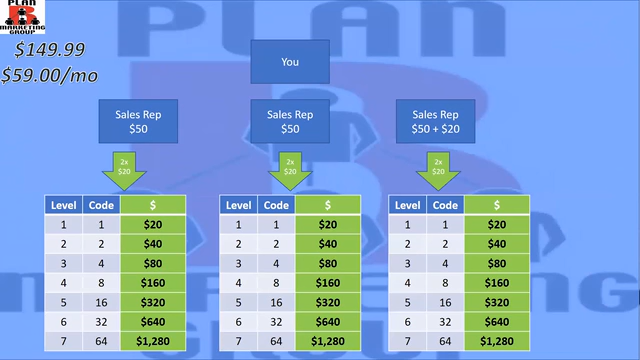 PLAN
B
MARKETING
GROUP
$149.99
$59.00/mo
PLAN
B
MARKETING
GROUP
You
Sales Rep
$50
Sales Rep
$50
Sales Rep
$50 + $20
2x
$20
2x
$20
2x
$20
Level Code $
1 1 $20
2 2 $40
3 4 $80
4 8 $160
5 16 $320
6 32 $640
7 64 $1,280
Level Code $
1 1 $20
2 2 $40
3 4 $80
4 8 $160
5 16 $320
6 32 $640
7 64 $1,280
Level Code $
1 1 $20
2 2 $40
3 4 $80
4 8 $160
5 16 $320
6 32 $640
7 64 $1,280